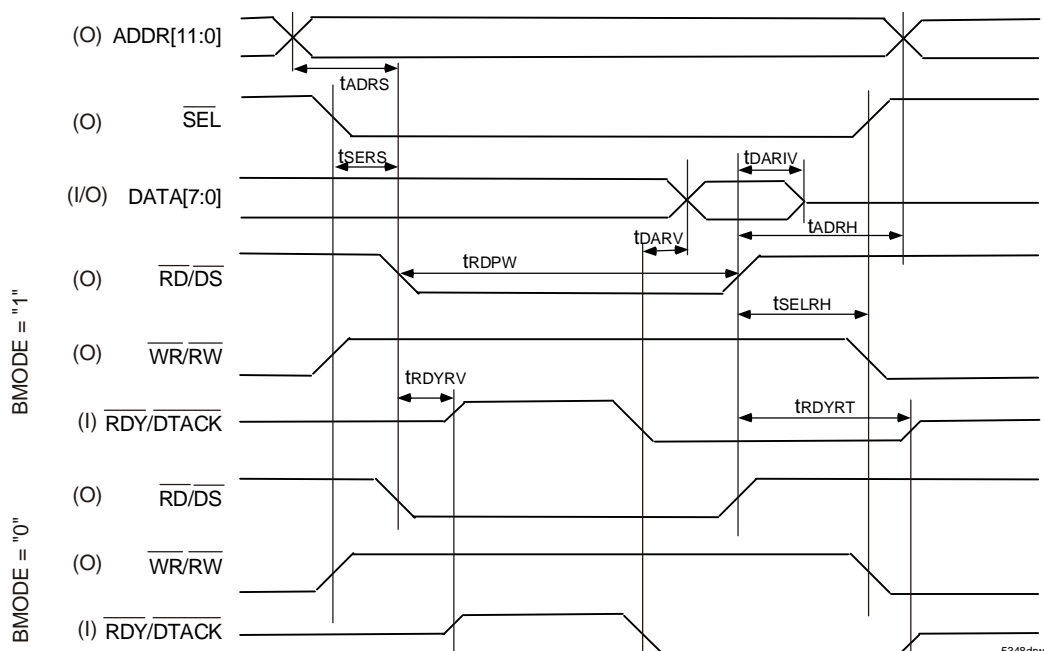 (O) ADDR[11:0]
tADRS
(O) SEL
tSERS
tDARIV
(I/O) DATA[7:0]
tADRH
tDARV
tRDPW
(O) RD/DS
tSELRH
BMODE = "1"
(O) WR/RW
tRDYRV
tRDYRT
(I) RDY/DTACK
(O) RD/DS
BMODE = "0"
(O) WR/RW
(I) RDY/DTACK
5348drw